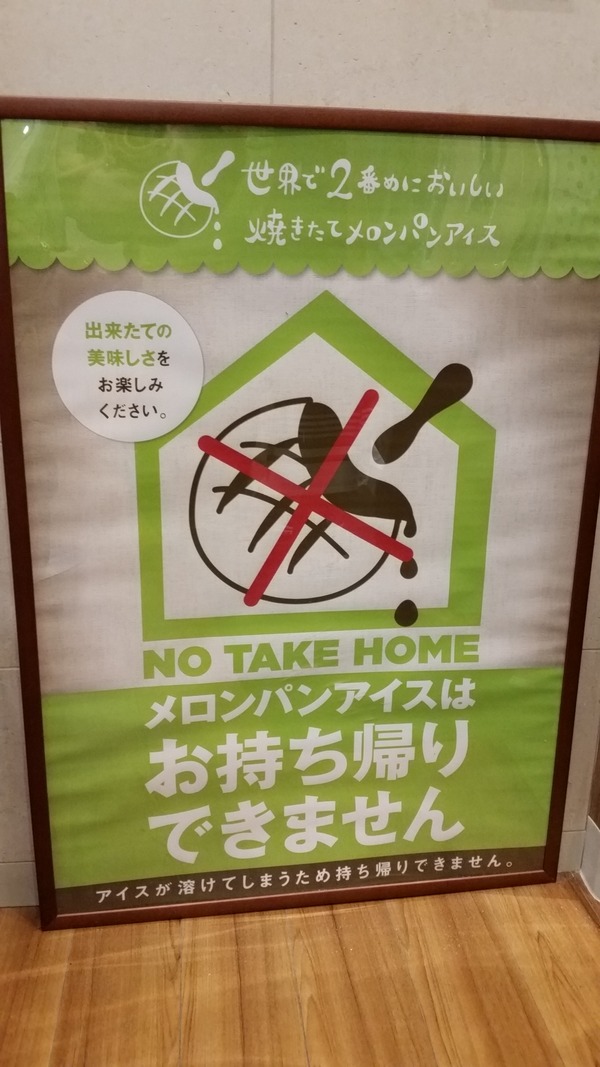 世界で2番めにおいしい
焼きたてメロンパンアイス
出来たての
美味しさを
お楽しみ
ください。
NO TAKE HOME
メロンパンアイスは
お持ち帰り
できません
アイスが溶けてしまうため持ち帰りできません。